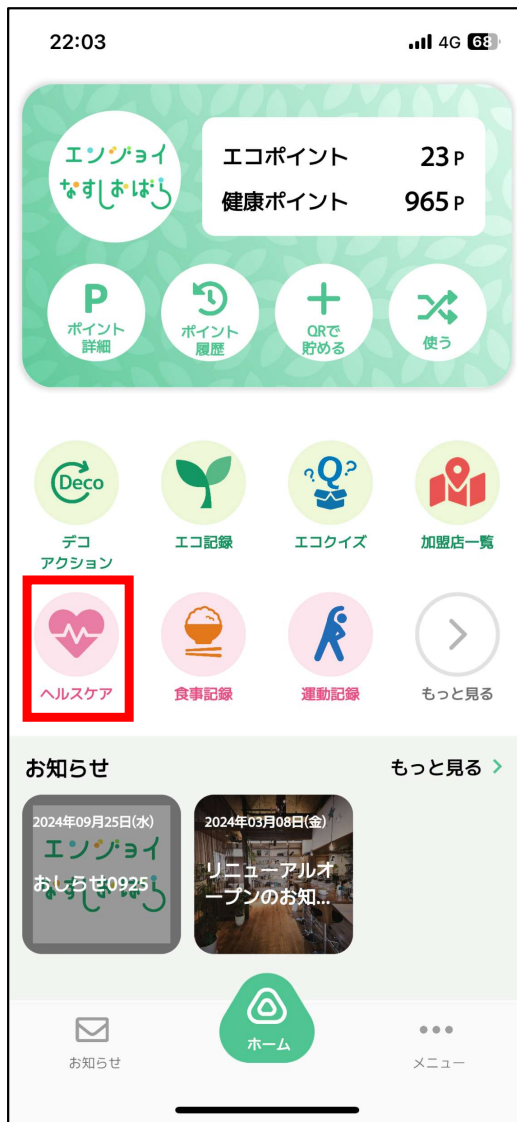 22:03
4G 68
エンジョイ
なすしおばら
エコポイント 23 P
健康ポイント 965 P
P
ポイント
詳細
ポイント
履歴
QRで
貯める
使う
Deco
?Q?
デコ
アクション
エコ記録
エコクイズ
加盟店一覧
ヘルスケア
食事記録
運動記録
もっと見る
お知らせ
もっと見る
2024年09月25日(水)
エンジョイ
おしらせ0925
なすしおばら
2024年03月08日(金)
リニューアルオ
ープンのお知...
お知らせ
ホーム
メニュー